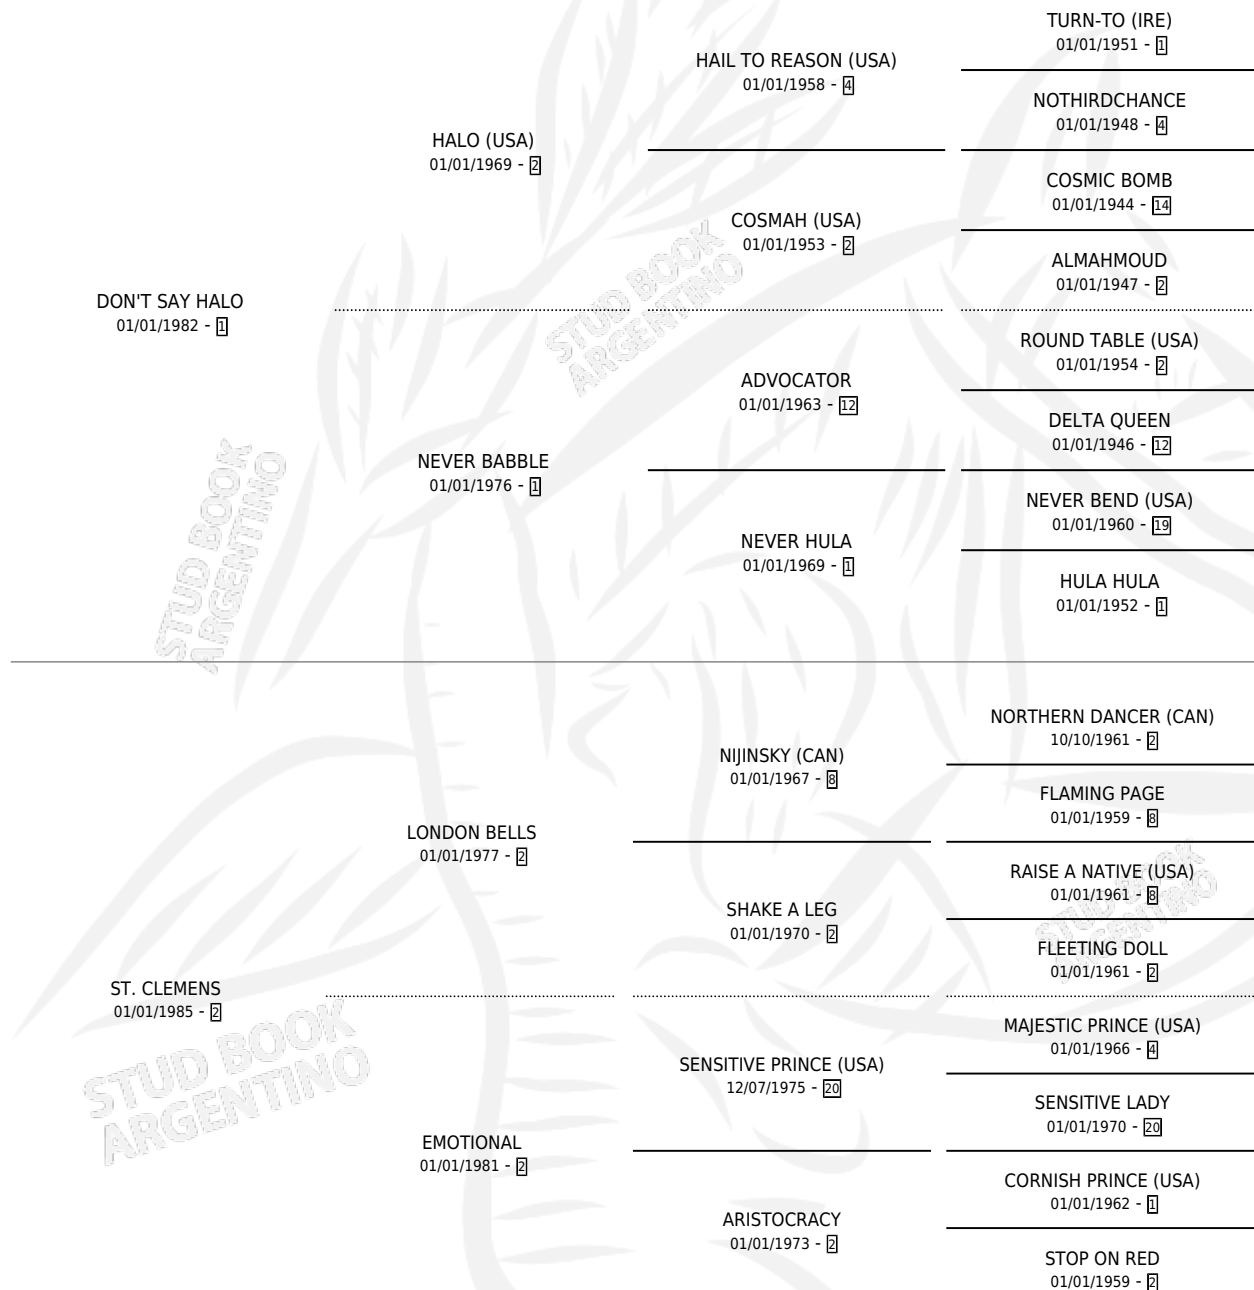 TURN-TO (IRE)
01/01/1951 - 1
HAIL TO REASON (USA)
01/01/1958 - 4
NOTHIRDCHANCE
01/01/1948 - 4
HALO (USA)
01/01/1969 - 2
COSMIC BOMB
01/01/1944 - 14
COSMAH (USA)
01/01/1953 - 2
ALMAHMOUD
01/01/1947 - 2
DON'T SAY HALO
01/01/1982 - 1
ROUND TABLE (USA)
01/01/1954 - 2
ADVOCATOR
01/01/1963 - 12
DELTA QUEEN
01/01/1946 - 12
NEVER BABBLE
01/01/1976 - 1
NEVER BEND (USA)
01/01/1960 - 19
NEVER HULA
01/01/1969 - 1
HULA HULA
01/01/1952 - 1
STUD BOOK
ARGENTINO
STUD BOOK
ARGENTINO
NORTHERN DANCER (CAN)
10/10/1961 - 2
NIJINSKY (CAN)
01/01/1967 - 8
FLAMING PAGE
01/01/1959 - 8
LONDON BELLS
01/01/1977 - 2
RAISE A NATIVE (USA)
01/01/1961 - 8
SHAKE A LEG
01/01/1970 - 2
FLEETING DOLL
01/01/1961 - 2
ST. CLEMENS
01/01/1985 - 2
MAJESTIC PRINCE (USA)
01/01/1966 - 4
SENSITIVE PRINCE (USA)
12/07/1975 - 20
SENSITIVE LADY
01/01/1970 - 20
EMOTIONAL
01/01/1981 - 2
CORNISH PRINCE (USA)
01/01/1962 - 1
ARISTOCRACY
01/01/1973 - 2
STOP ON RED
01/01/1959 - 2
STUD BOOK
ARGENTINO
STUD BOOK
ARGENTINO